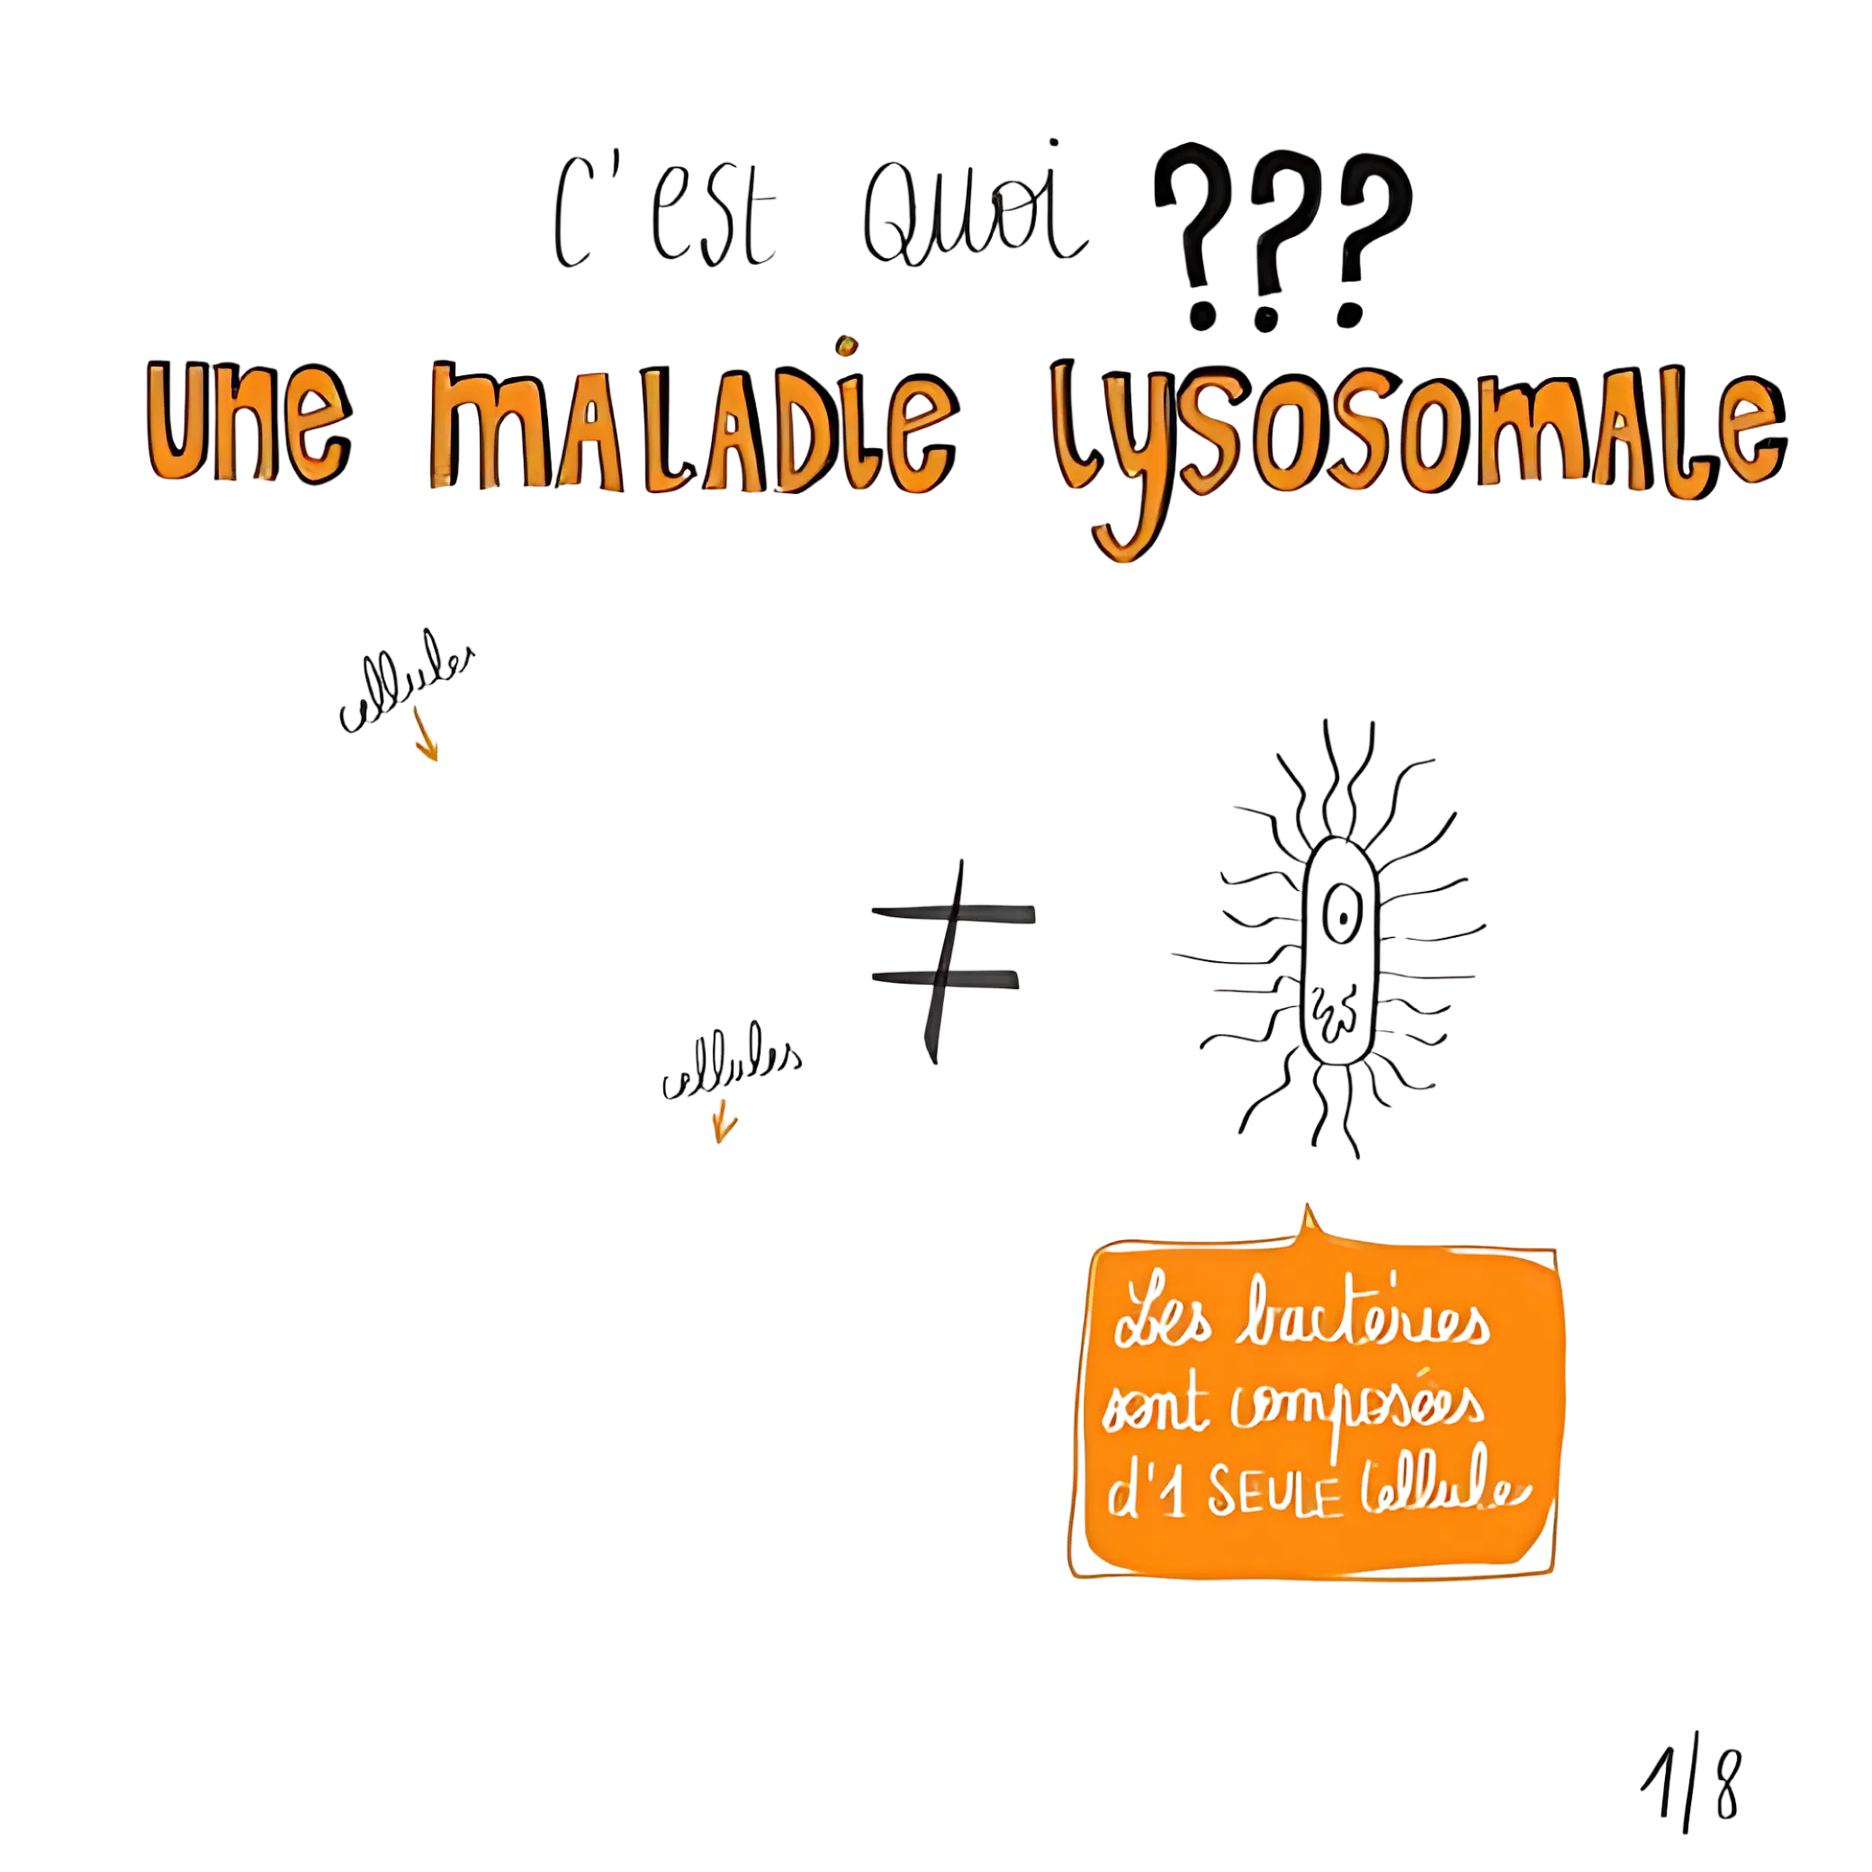 C'est quoi ???
une maladie lysosomale
cellules
≠
cellules
Les bactéries
sont composées
d'1 SEULE Cellule
1/8